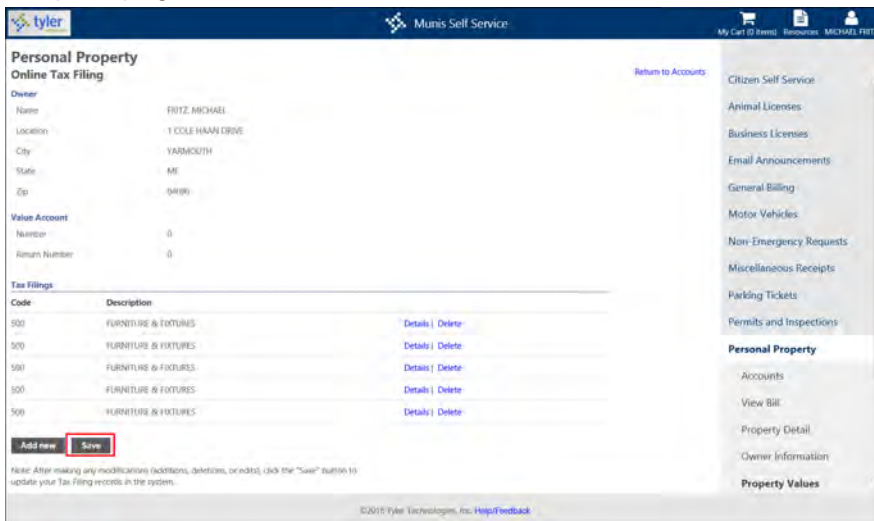 tyler
Munis Self Service
My Cart (0 items) Resources MICHAEL FRIT
Personal Property
Online Tax Filing
Return to Accounts
Owner
Name FRITZ, MICHAEL
Location 1 COLE HAAN DRIVE
City YARMOUTH
State
Zip
Value Account
Number 0
Return Number 0
Tax Filings
Code Description
500 FURNITURE & FIXTURES Details | Delete
500 FURNITURE & FIXTURES Details | Delete
500 FURNITURE & FIXTURES Details | Delete
500 FURNITURE & FIXTURES Details | Delete
500 FURNITURE & FIXTURES Details | Delete
Add new Save
Note: After making any modifications (additions, deletions, or edits), click the "Save" button to
update your Tax Filing records in the system.
Citizen Self Service
Animal Licenses
Business Licenses
Email Announcements
General Billing
Motor Vehicles
Non-Emergency Requests
Miscellaneous Receipts
Parking Tickets
Permits and Inspections
Personal Property
Accounts
View Bill
Property Detail
Owner Information
Property Values
Tyler Technologies, Inc. Help/Feedback